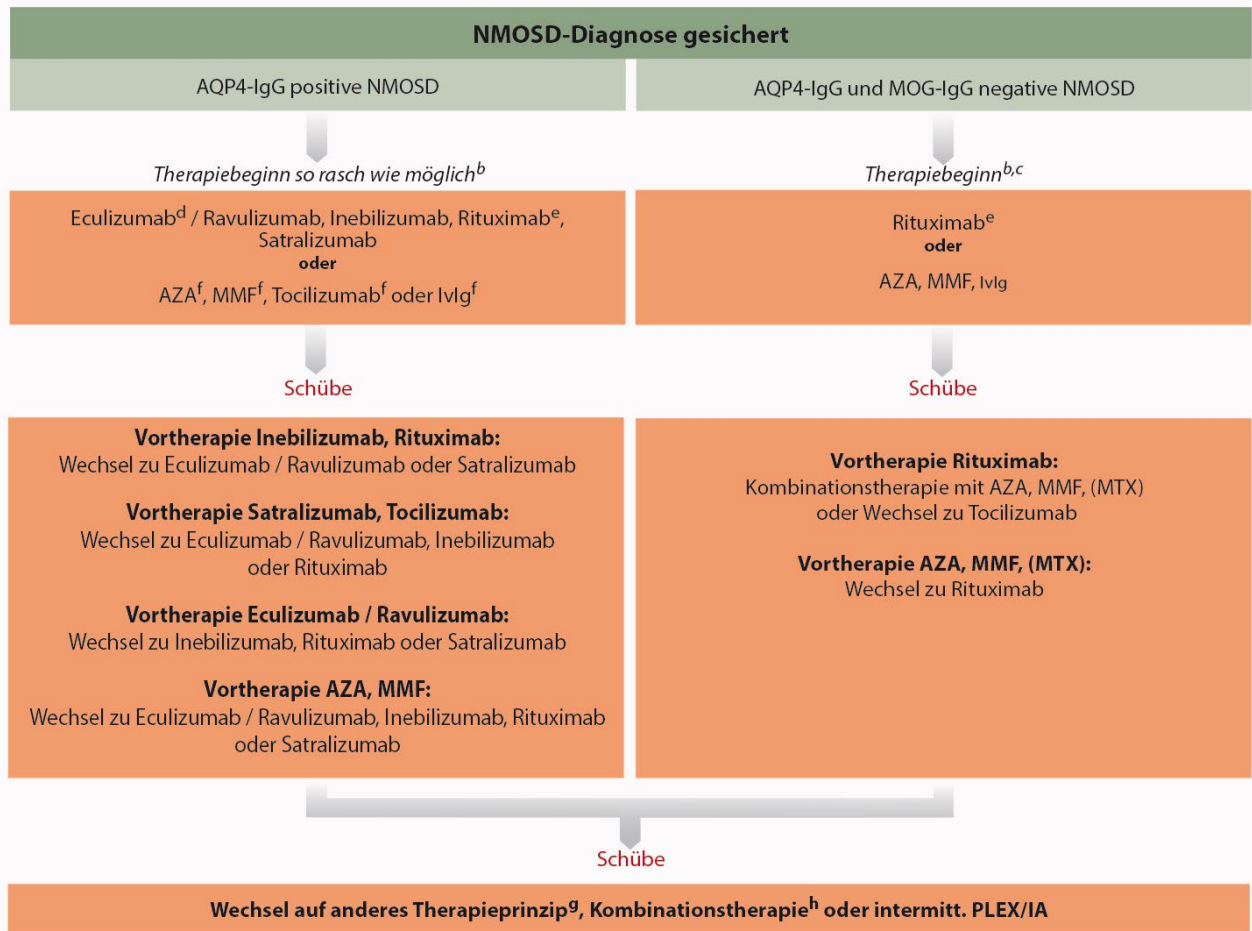 NMOSD-Diagnose gesichert
AQP4-IgG positive NMOSD
AQP4-IgG und MOG-IgG negative NMOSD
Therapiebeginn so rasch wie möglichᵇ
Therapiebeginnᵇ,ᶜ
Eculizumabᵈ / Ravulizumab, Inebilizumab, Rituximabᵉ,
Satralizumab
oder
AZAᶠ, MMFᶠ, Tocilizumabᶠ oder IvIgᶠ
Rituximabᵉ
oder
AZA, MMF, IvIg
Schübe
Schübe
Vortherapie Inebilizumab, Rituximab:
Wechsel zu Eculizumab / Ravulizumab oder Satralizumab
Vortherapie Satralizumab, Tocilizumab:
Wechsel zu Eculizumab / Ravulizumab, Inebilizumab
oder Rituximab
Vortherapie Eculizumab / Ravulizumab:
Wechsel zu Inebilizumab, Rituximab oder Satralizumab
Vortherapie AZA, MMF:
Wechsel zu Eculizumab / Ravulizumab, Inebilizumab, Rituximab
oder Satralizumab
Vortherapie Rituximab:
Kombinationstherapie mit AZA, MMF, (MTX)
oder Wechsel zu Tocilizumab
Vortherapie AZA, MMF, (MTX):
Wechsel zu Rituximab
Schübe
Wechsel auf anderes Therapieprinzipᵍ, Kombinationstherapieʰ oder intermitt. PLEX/IA